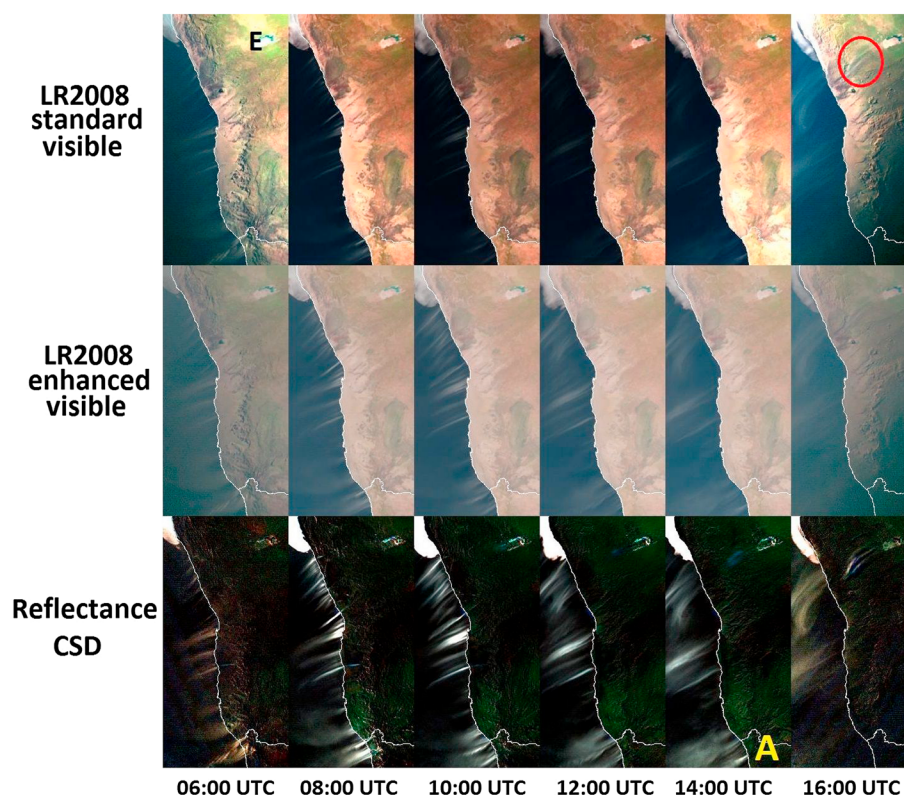 E
LR2008
standard
visible
LR2008
enhanced
visible
Reflectance
CSD
A
06:00 UTC 08:00 UTC 10:00 UTC 12:00 UTC 14:00 UTC 16:00 UTC